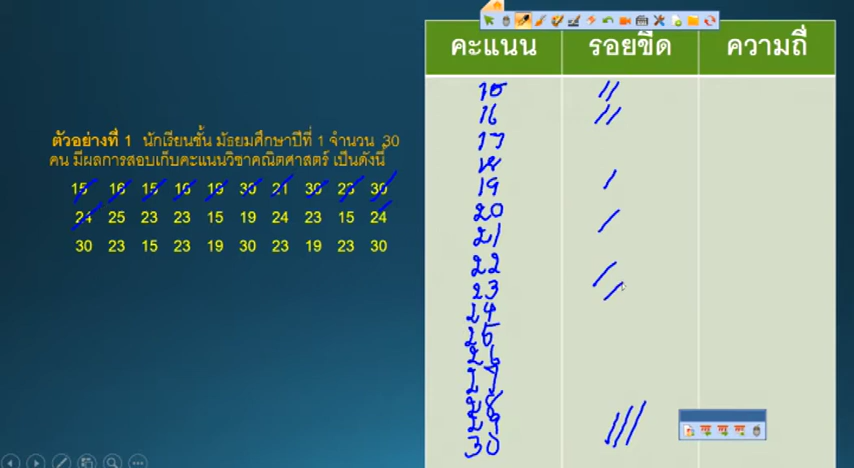 คะแนน รอยขีด ความถี่
ตัวอย่างที่ 1 นักเรียนชั้น มัธยมศึกษาปีที่ 1 จำนวน 30
คน มีผลการสอบเก็บคะแนนวิชาคณิตศาสตร์ เป็นดังนี้
15 16 15 16 19 30 21 30 23 30
24 25 23 23 15 19 24 23 15 24
30 23 15 23 19 30 23 19 23 30
15 //
16 //
17
18
19 /
20
21 /
22
23 /
24 /
25
26
27
28
29
30 ///